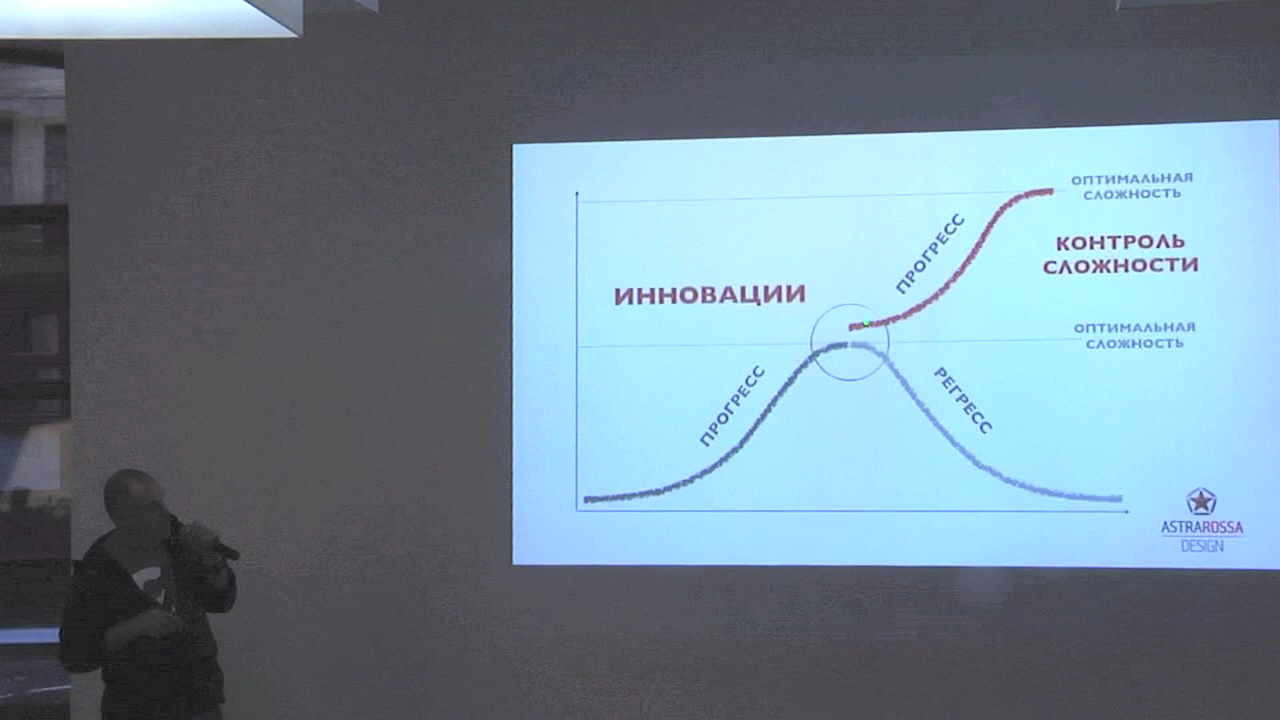 ОПТИМАЛЬНАЯ
СЛОЖНОСТЬ
ПРОГРЕСС
КОНТРОЛЬ
СЛОЖНОСТИ
ИННОВАЦИИ
ОПТИМАЛЬНАЯ
СЛОЖНОСТЬ
ПРОГРЕСС
РЕГРЕСС
ASTRAROSSA
DESIGN